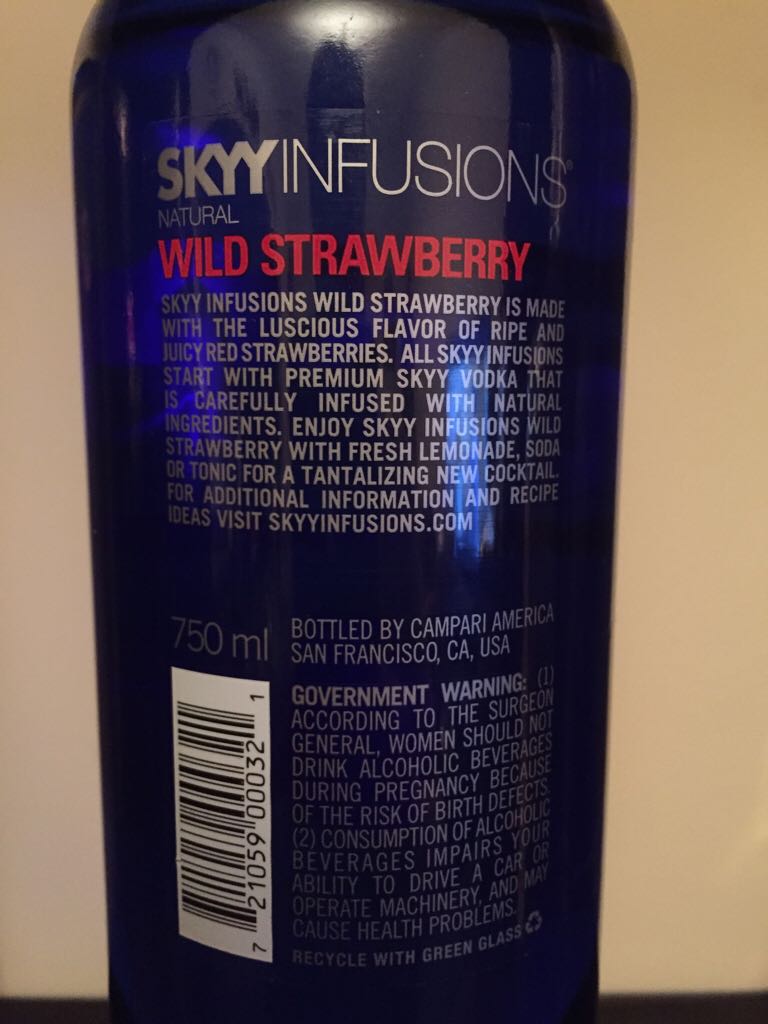 SKYY INFUSIONS®
NATURAL
WILD STRAWBERRY
SKYY INFUSIONS WILD STRAWBERRY IS MADE
WITH THE LUSCIOUS FLAVOR OF RIPE AND
JUICY RED STRAWBERRIES. ALL SKYY INFUSIONS
START WITH PREMIUM SKYY VODKA THAT
IS CAREFULLY INFUSED WITH NATURAL
INGREDIENTS. ENJOY SKYY INFUSIONS WILD
STRAWBERRY WITH FRESH LEMONADE, SODA
OR TONIC FOR A TANTALIZING NEW COCKTAIL.
FOR ADDITIONAL INFORMATION AND RECIPE
IDEAS VISIT SKYYINFUSIONS.COM
750 ml
BOTTLED BY CAMPARI AMERICA
SAN FRANCISCO, CA, USA
7 21059 00032 1
GOVERNMENT WARNING: (1)
ACCORDING TO THE SURGEON
GENERAL, WOMEN SHOULD NOT
DRINK ALCOHOLIC BEVERAGES
DURING PREGNANCY BECAUSE
OF THE RISK OF BIRTH DEFECTS.
(2) CONSUMPTION OF ALCOHOLIC
BEVERAGES IMPAIRS YOUR
ABILITY TO DRIVE A CAR OR
OPERATE MACHINERY, AND MAY
CAUSE HEALTH PROBLEMS.
RECYCLE WITH GREEN GLASS